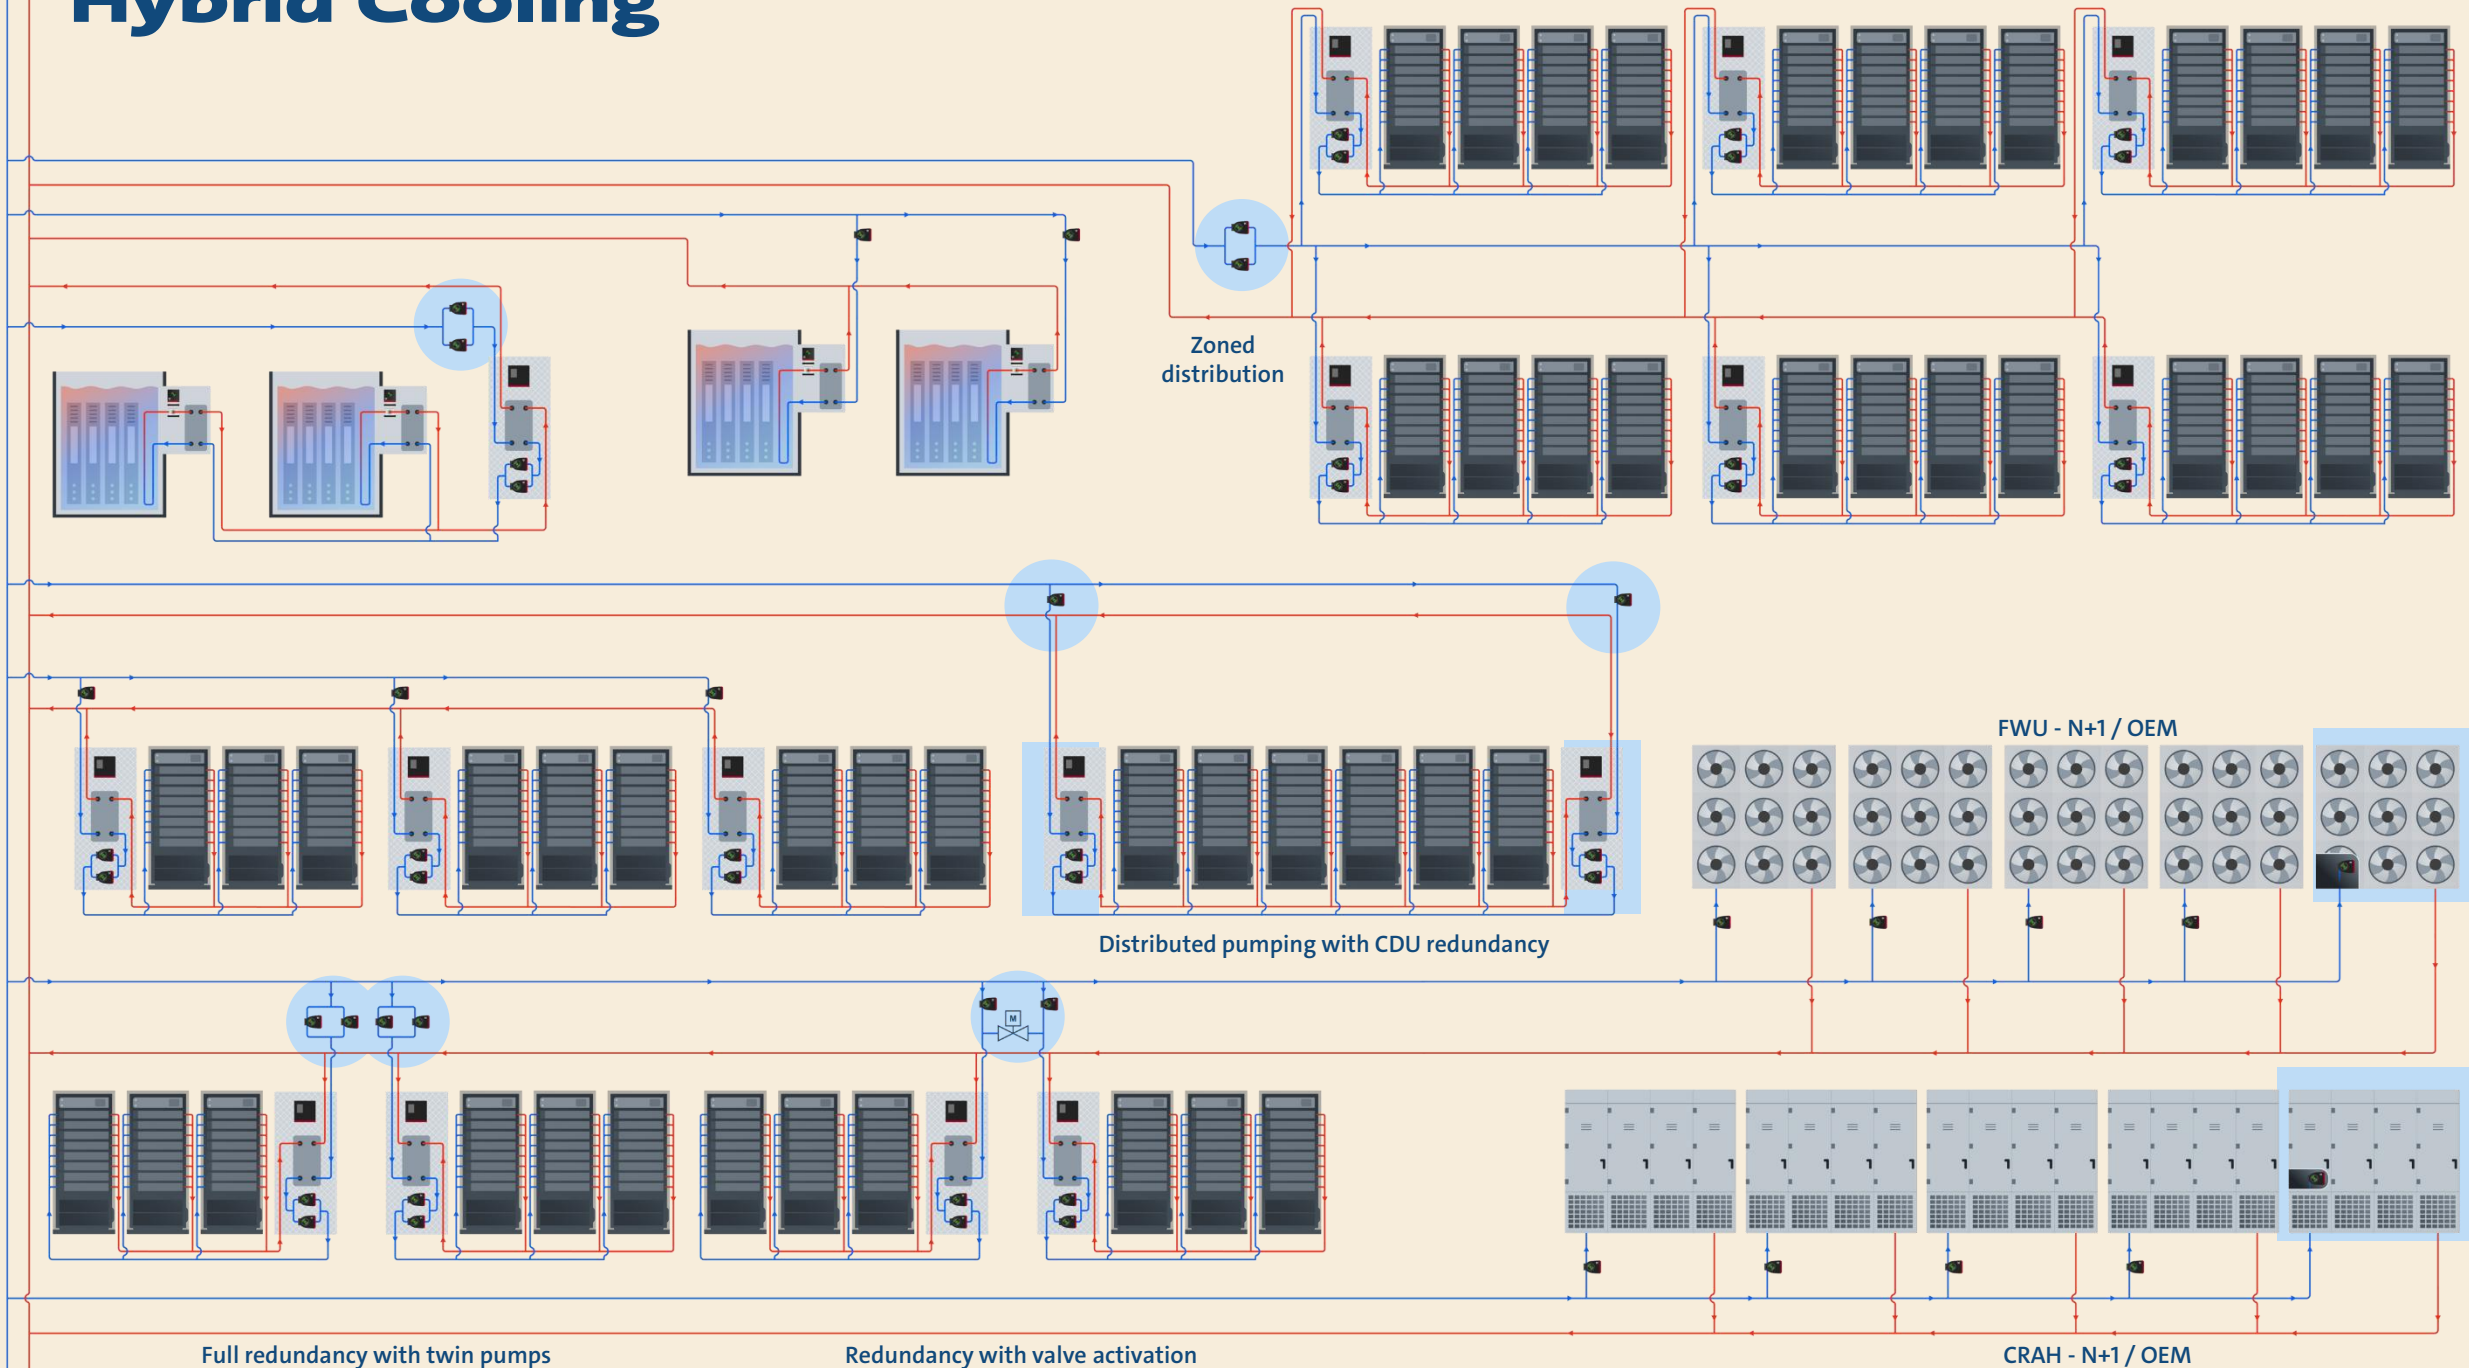 Hybrid Cooling
Zoned
distribution
FWU - N+1 / OEM
Distributed pumping with CDU redundancy
M
Full redundancy with twin pumps
Redundancy with valve activation
CRAH - N+1 / OEM